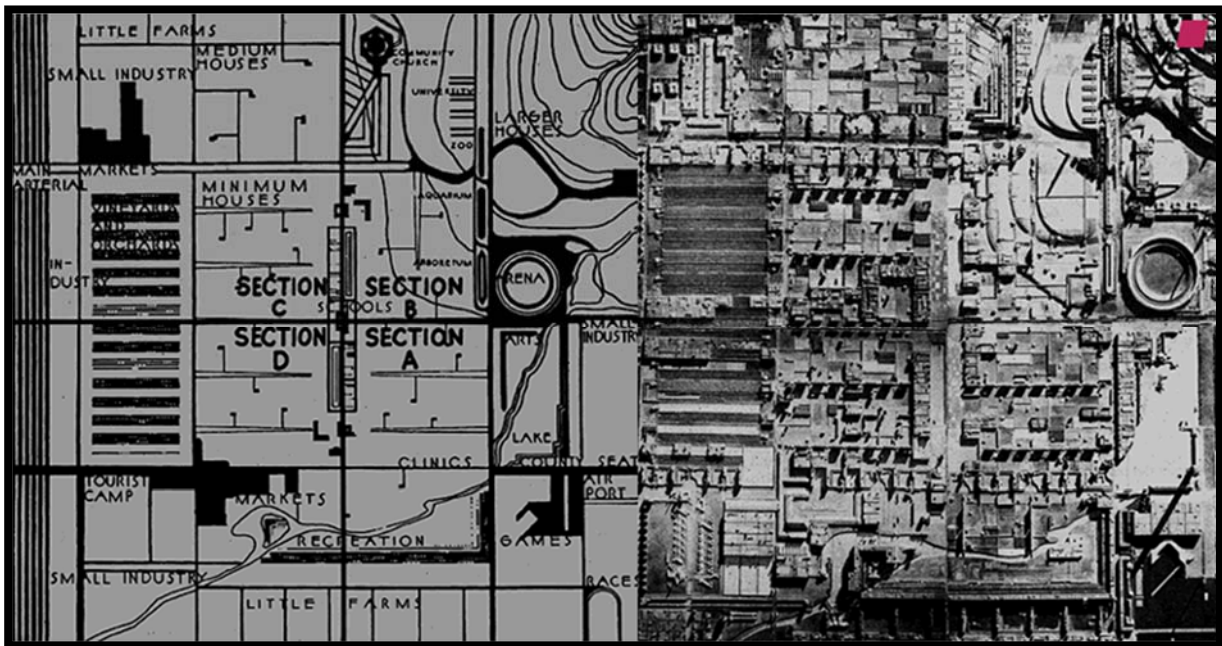 LITTLE FARMS
MEDIUM
HOUSES
COMMUNITY
CHURCH
SMALL INDUSTRY
UNIVERSITY
LARGER
HOUSES
ZOO
MAIN
ARTERIAL
MARKETS
MINIMUM
HOUSES
AQUARIUM
VINEYARDS
AND
ORCHARDS
IN-
DUSTRY
ARBORETUM
ARENA
SECTION
C
SECTION
B
SCHOOLS
SECTION
D
SECTION
A
ARTS
SMALL
INDUSTRY
LAKE
CLINICS
COUNTY SEAT
TOURIST
CAMP
MARKETS
AIR
PORT
RECREATION
GAMES
SMALL INDUSTRY
RACES
LITTLE FARMS